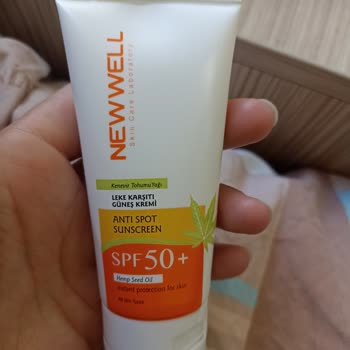 NEWWELL
Skin Care Laboratory
Kenevir Tohumu Yağı
LEKE KARŞITI
GÜNEŞ KREMİ
ANTI SPOT
SUNSCREEN
SPF 50+
Hemp Seed Oil
instant protection for skin